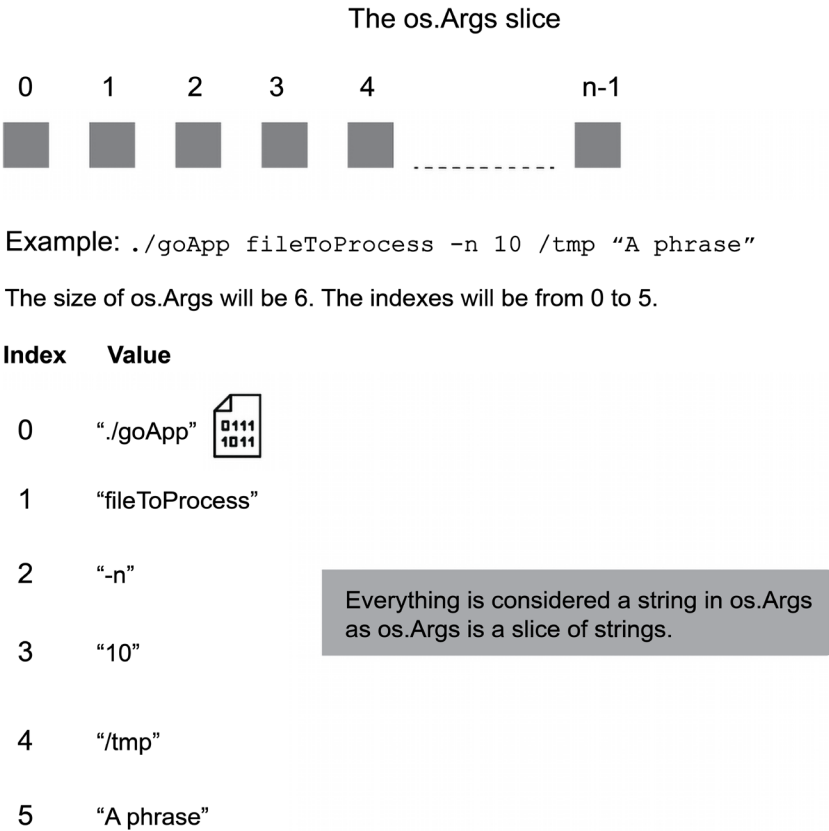 The os.Args slice
0 1 2 3 4 n-1
Example: ./goApp fileToProcess -n 10 /tmp “A phrase”
The size of os.Args will be 6. The indexes will be from 0 to 5.
Index Value
0 “./goApp”
0111
1011
1 “fileToProcess”
2 “-n”
Everything is considered a string in os.Args
as os.Args is a slice of strings.
3 “10”
4 “/tmp”
5 “A phrase”